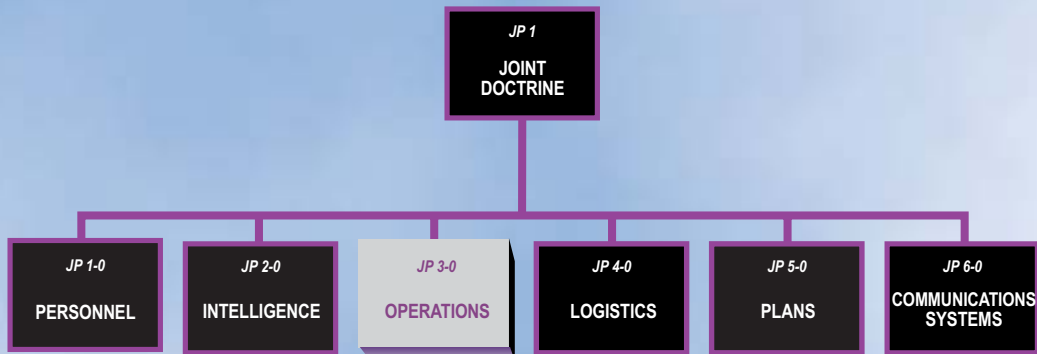 JP 1
JOINT
DOCTRINE
JP 1-0
PERSONNEL
JP 2-0
INTELLIGENCE
JP 3-0
OPERATIONS
JP 4-0
LOGISTICS
JP 5-0
PLANS
JP 6-0
COMMUNICATIONS
SYSTEMS